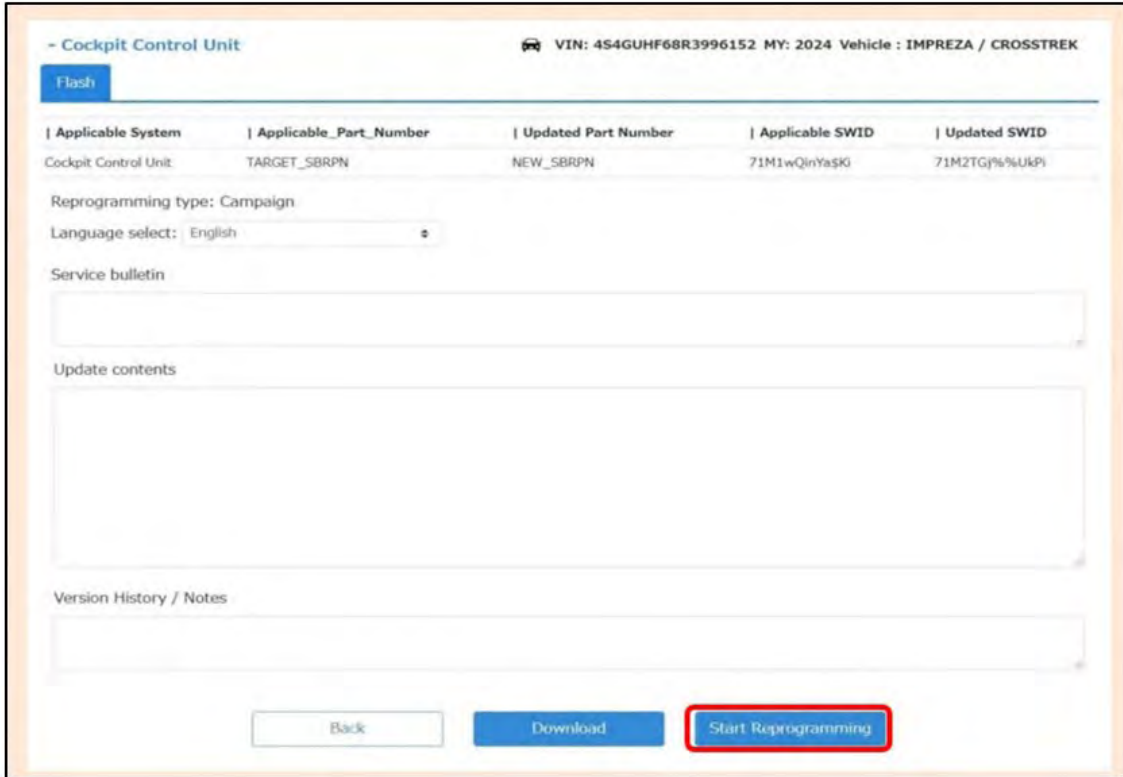 - Cockpit Control Unit
VIN: 4S4GUHF68R3996152 MY: 2024 Vehicle : IMPREZA / CROSSTREK
Flash
| Applicable System | Applicable_Part_Number | Updated Part Number | Applicable SWID | Updated SWID
Cockpit Control Unit TARGET_SBRPN NEW_SBRPN 71M1wQinYa$Ki 71M2TGj%%UkPi
Reprogramming type: Campaign
Language select: English
Service bulletin
Update contents
Version History / Notes
Back Download Start Reprogramming